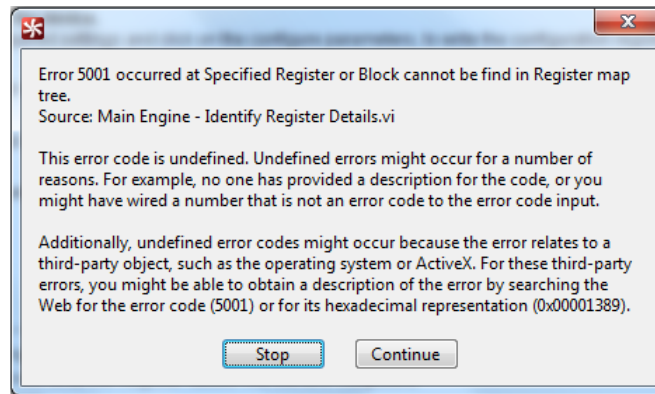 Error 5001 occurred at Specified Register or Block cannot be find in Register map
tree.
Source: Main Engine - Identify Register Details.vi
This error code is undefined. Undefined errors might occur for a number of
reasons. For example, no one has provided a description for the code, or you
might have wired a number that is not an error code to the error code input.
Additionally, undefined error codes might occur because the error relates to a
third-party object, such as the operating system or ActiveX. For these third-party
errors, you might be able to obtain a description of the error by searching the
Web for the error code (5001) or for its hexadecimal representation (0x00001389).
Stop Continue